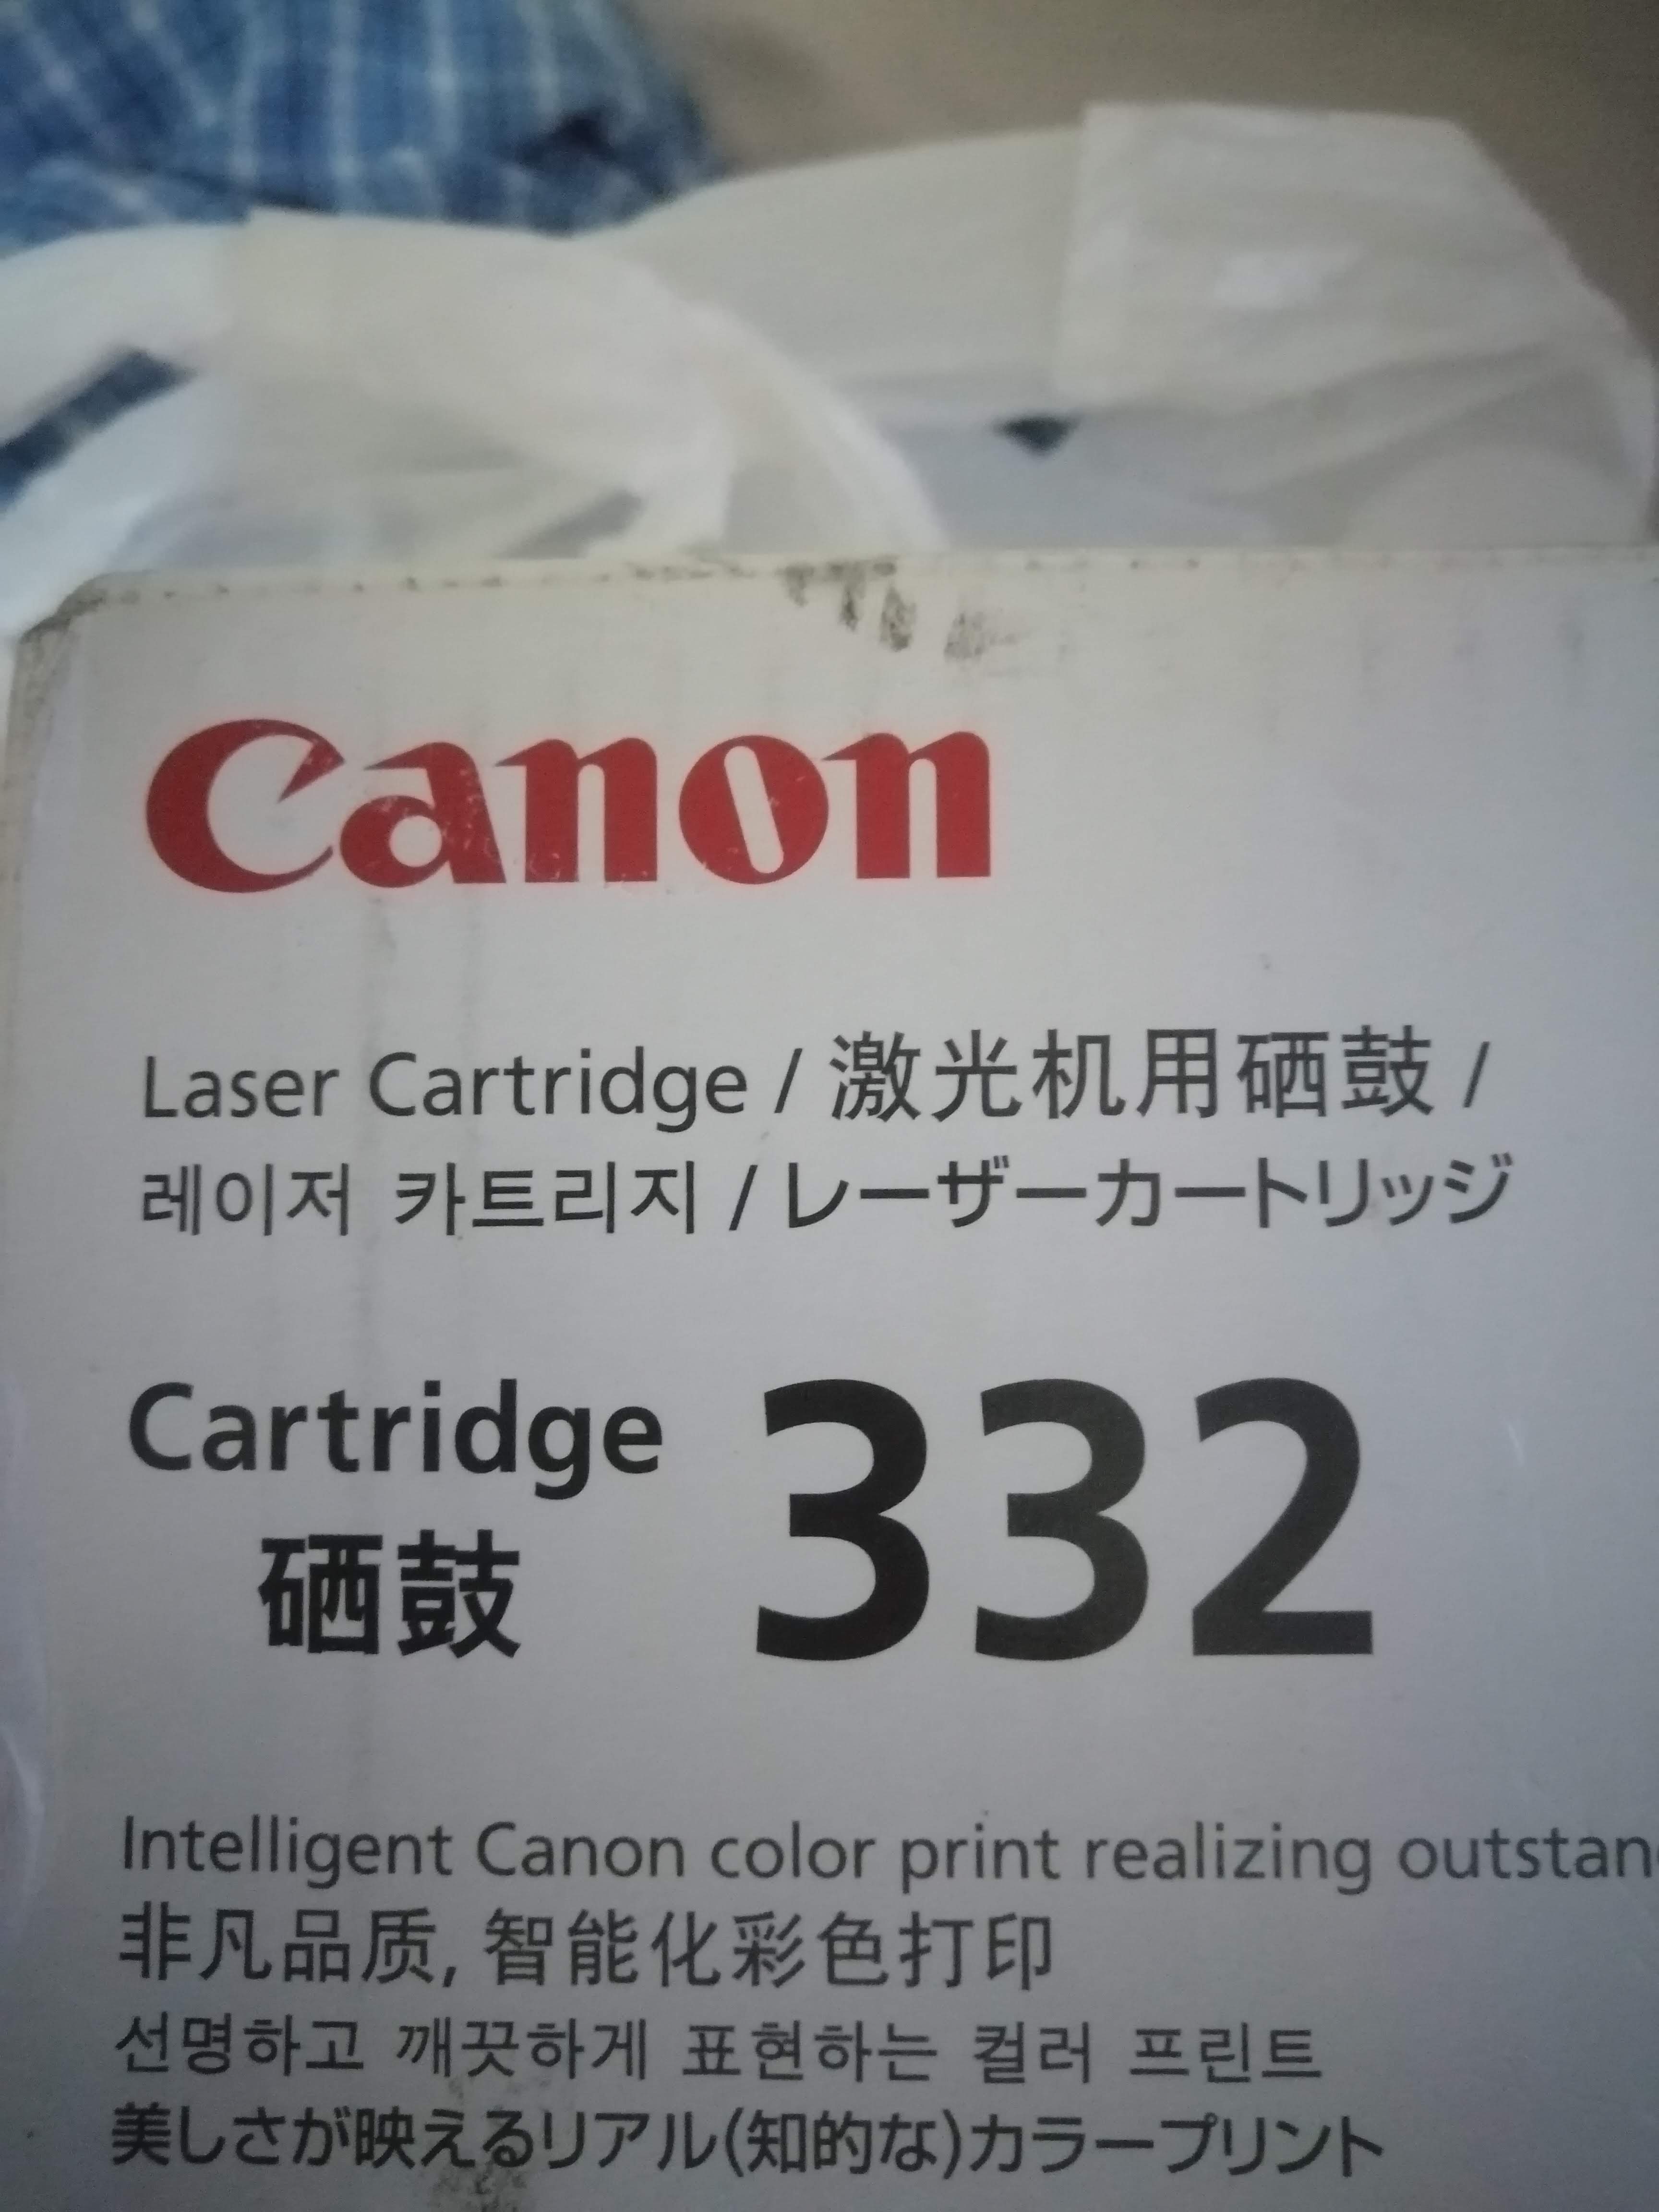 Canon
Laser Cartridge / 激光机用硒鼓 /
레이저 카트리지 / レーザーカートリッジ
Cartridge 332
硒鼓
Intelligent Canon color print realizing outstan
非凡品质, 智能化彩色打印
선명하고 깨끗하게 표현하는 컬러 프린트
美しさが映えるリアル(知的な)カラープリント